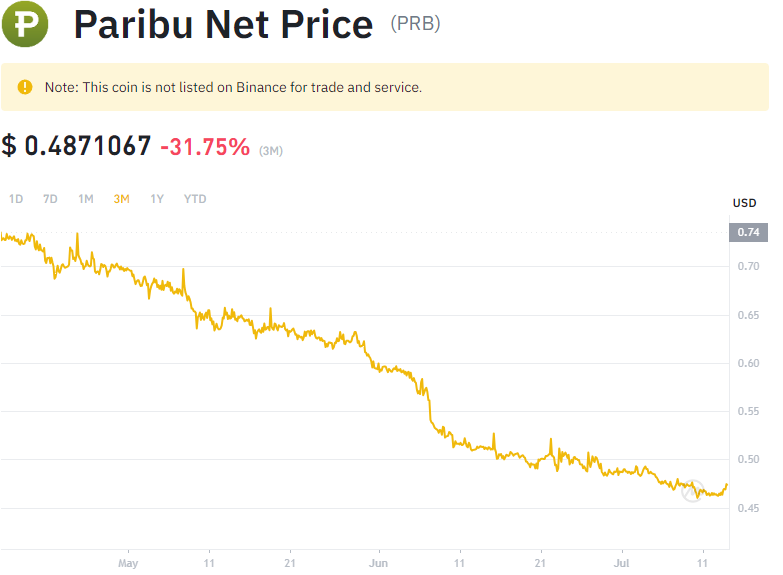 Paribu Net Price (PRB)
Note: This coin is not listed on Binance for trade and service.
$ 0.4871067 -31.75% (3M)
1D 7D 1M 3M 1Y YTD
USD
0.74
0.70
0.65
0.60
0.55
0.50
0.45
May 11 21 Jun 11 21 Jul 11